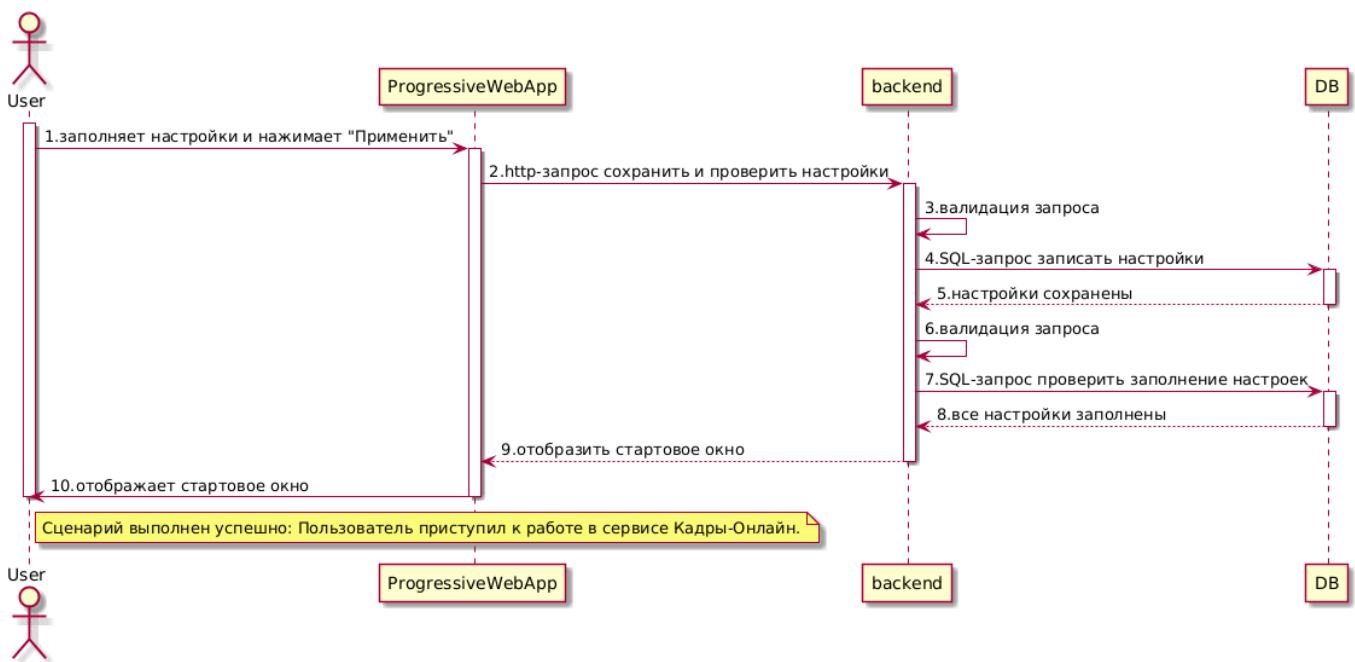 User
ProgressiveWebApp
backend
DB
1.заполняет настройки и нажимает "Применить"
2.http-запрос сохранить и проверить настройки
3.валидация запроса
4.SQL-запрос записать настройки
5.настройки сохранены
6.валидация запроса
7.SQL-запрос проверить заполнение настроек
8.все настройки заполнены
9.отобразить стартовое окно
10.отображает стартовое окно
Сценарий выполнен успешно: Пользователь приступил к работе в сервисе Кадры-Онлайн.
User
ProgressiveWebApp
backend
DB